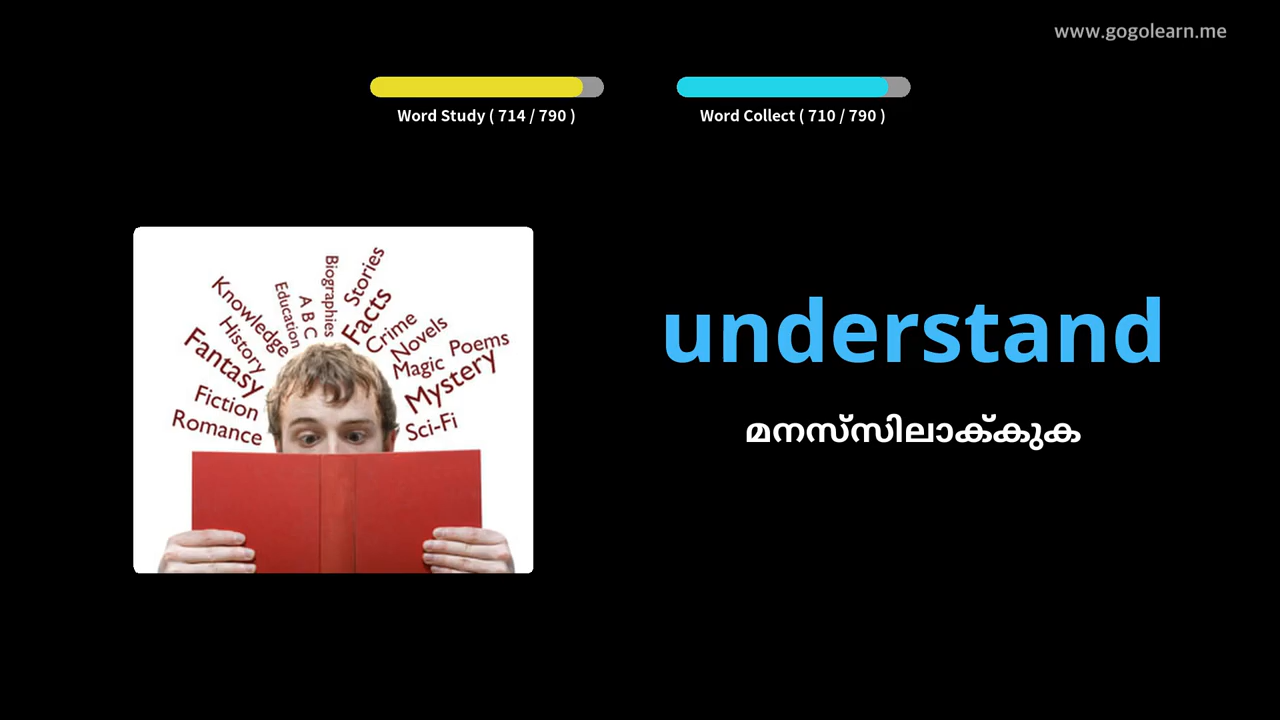 www.gogolearn.me
Word Study ( 714 / 790 )
Word Collect ( 710 / 790 )
understand
മനസ്സിലാക്കുക
Knowledge
History
Fantasy
Fiction
Romance
Education
A B C
Biographies
Stories
Facts
Crime
Novels
Magic
Poems
Mystery
Sci-Fi